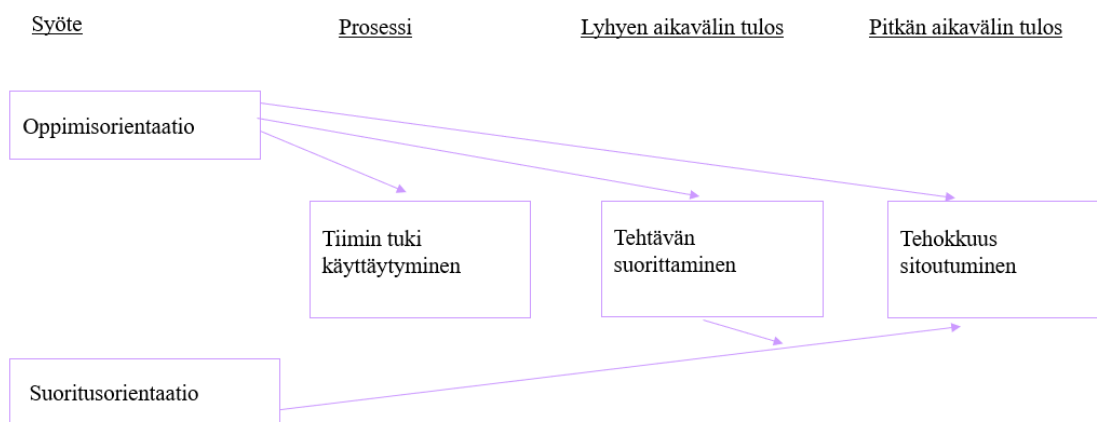 Syöte
Prosessi
Lyhyen aikavälin tulos
Pitkän aikavälin tulos
Oppimisorientaatio
Tiimin tuki
käyttäytyminen
Tehtävän
suorittaminen
Tehokkuus
sitoutuminen
Suoritusorientaatio